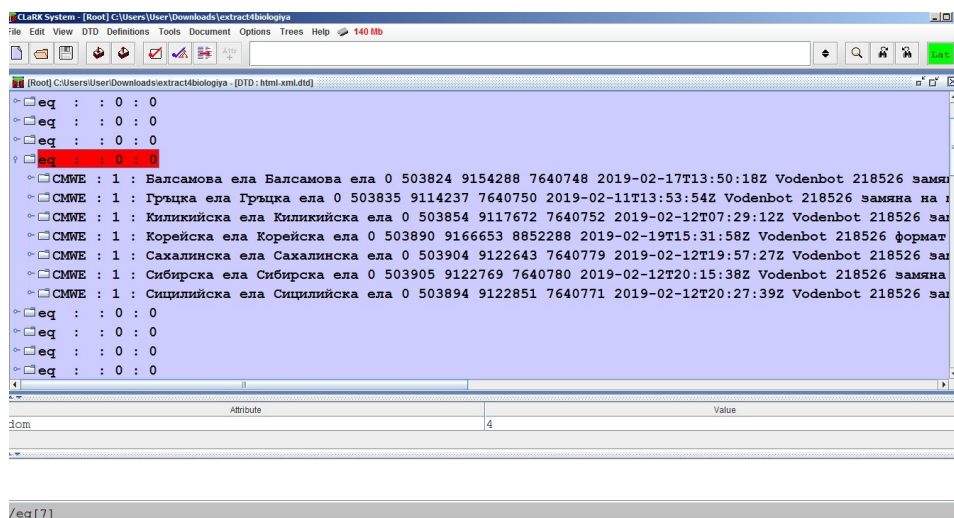 CLaRK System - [Root] C:\Users\User\Downloads\extract4biologiya
File Edit View DTD Definitions Tools Document Options Trees Help 140 Mb
Attr
Lat
[Root] C:\Users\User\Downloads\extract4biologiya - [DTD : html-xml.dtd]
eq : : 0 : 0
eq : : 0 : 0
eq : : 0 : 0
eq : : 0 : 0
CMWE : 1 : Балсамова ела Балсамова ела 0 503824 9154288 7640748 2019-02-17T13:50:18Z Vodenbot 218526 замя
CMWE : 1 : Гръцка ела Гръцка ела 0 503835 9114237 7640750 2019-02-11T13:53:54Z Vodenbot 218526 замяна на
CMWE : 1 : Киликийска ела Киликийска ела 0 503854 9117672 7640752 2019-02-12T07:29:12Z Vodenbot 218526 за
CMWE : 1 : Корейска ела Корейска ела 0 503890 9166653 8852288 2019-02-19T15:31:58Z Vodenbot 218526 формат
CMWE : 1 : Сахалинска ела Сахалинска ела 0 503904 9122643 7640779 2019-02-12T19:57:27Z Vodenbot 218526 за
CMWE : 1 : Сибирска ела Сибирска ела 0 503905 9122769 7640780 2019-02-12T20:15:38Z Vodenbot 218526 замяна
CMWE : 1 : Сицилийска ела Сицилийска ела 0 503894 9122851 7640771 2019-02-12T20:27:39Z Vodenbot 218526 за
eq : : 0 : 0
eq : : 0 : 0
eq : : 0 : 0
eq : : 0 : 0
Attribute Value
dom 4
/eq[7]